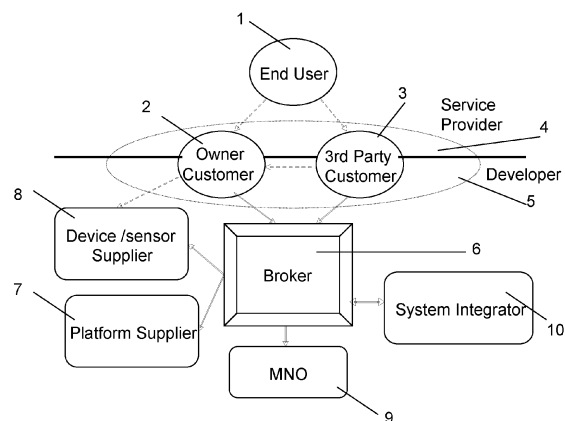 1
End User
2
3
Service
Provider
4
Owner
Customer
3rd Party
Customer
Developer
5
8
Device /sensor
Supplier
6
Broker
7
Platform Supplier
System Integrator
10
MNO
9